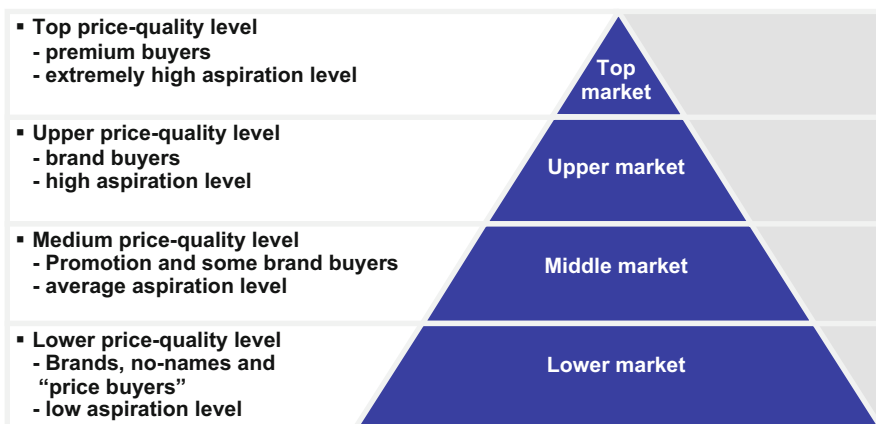 ▪ Top price-quality level
- premium buyers
- extremely high aspiration level
Top
market
▪ Upper price-quality level
- brand buyers
- high aspiration level
Upper market
▪ Medium price-quality level
- Promotion and some brand buyers
- average aspiration level
Middle market
▪ Lower price-quality level
- Brands, no-names and
“price buyers”
- low aspiration level
Lower market